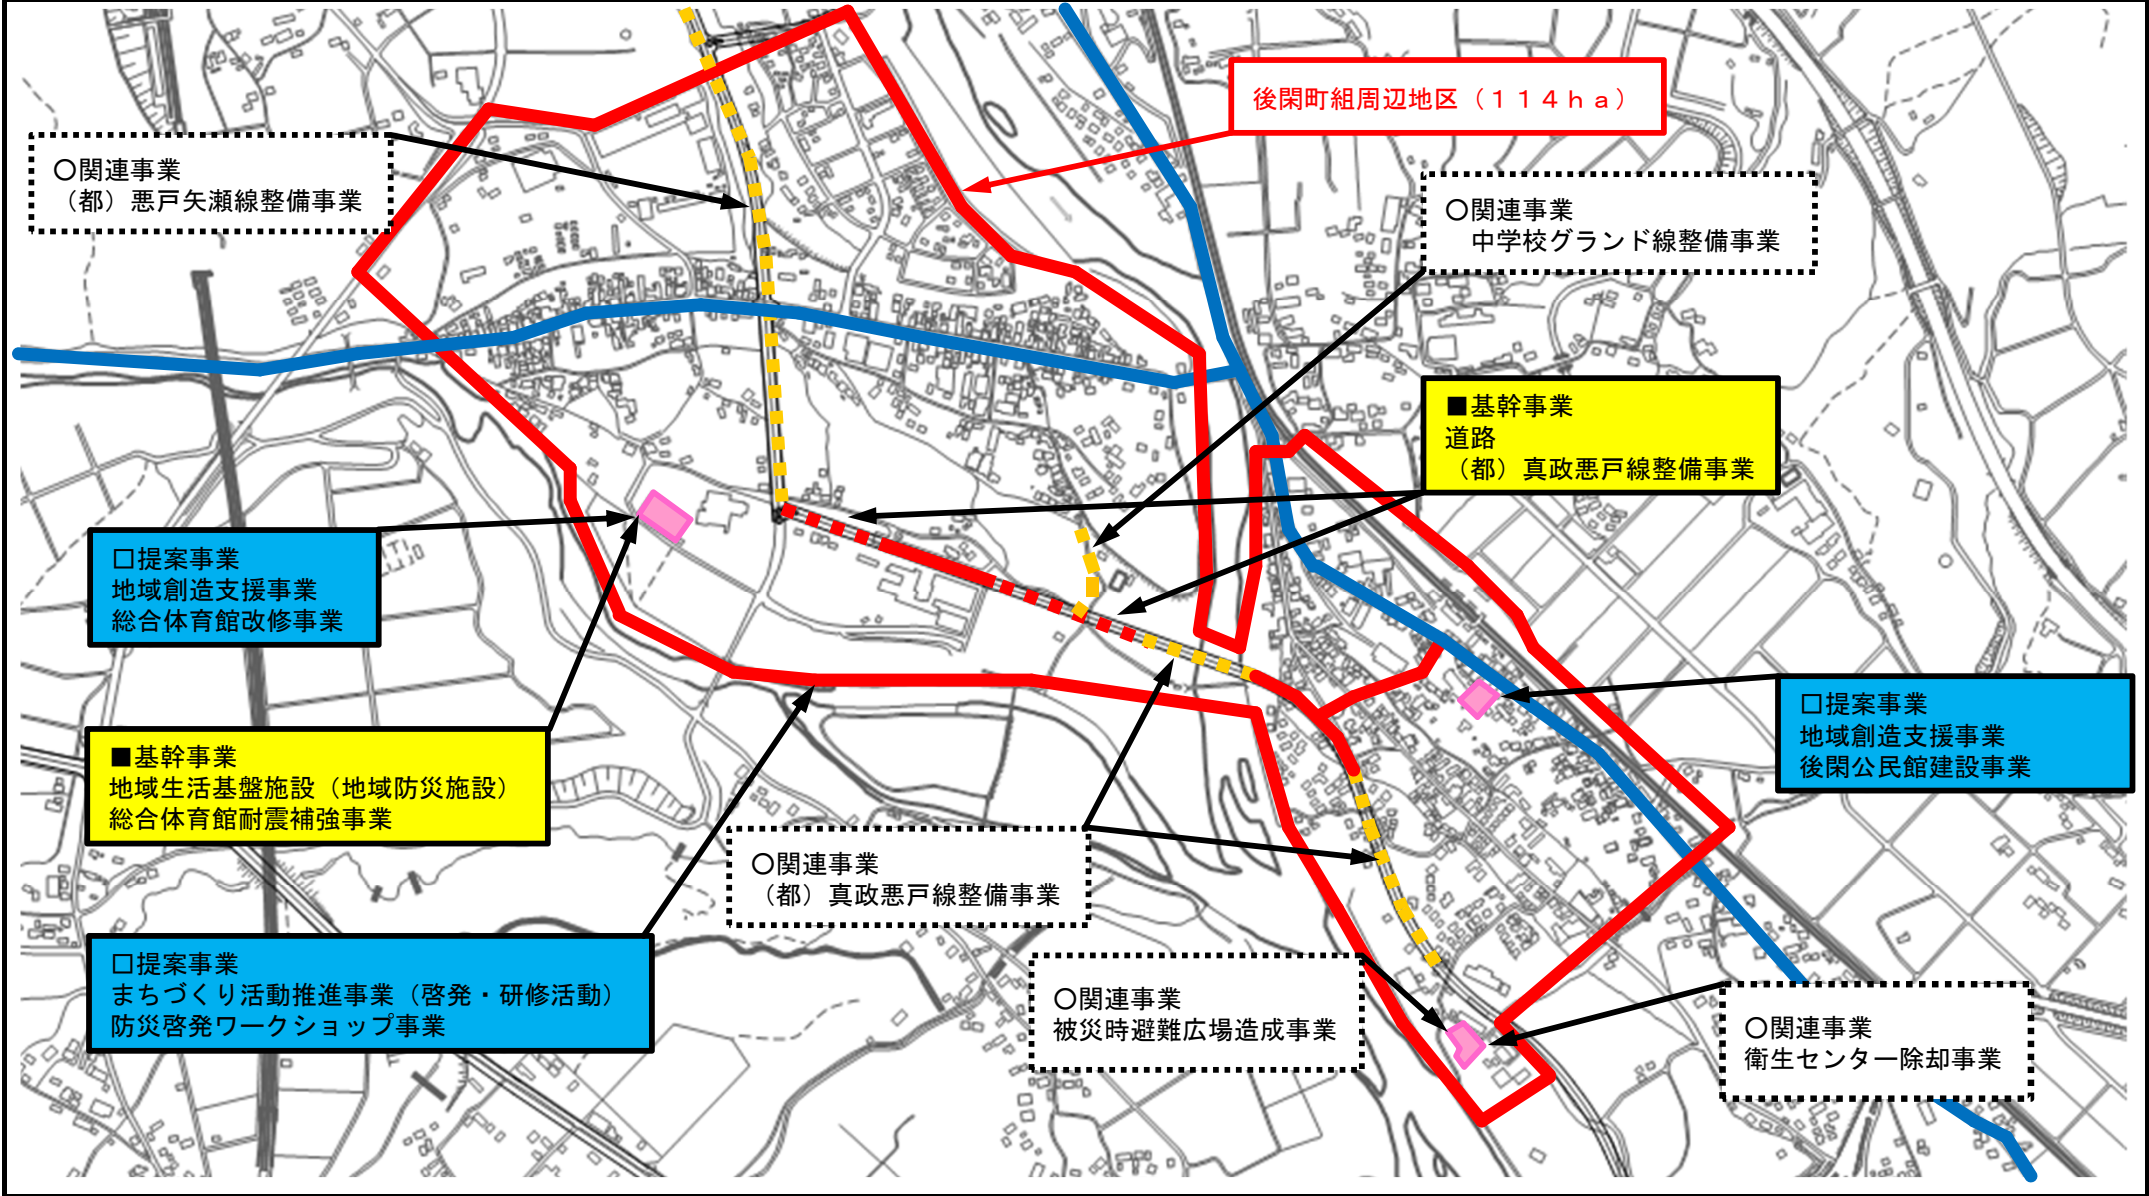 後閑町組周辺地区（１１４ｈａ）
○関連事業
（都）悪戸矢瀬線整備事業
○関連事業
中学校グランド線整備事業
■基幹事業
道路
（都）真政悪戸線整備事業
□提案事業
地域創造支援事業
総合体育館改修事業
□提案事業
地域創造支援事業
後閑公民館建設事業
■基幹事業
地域生活基盤施設（地域防災施設）
総合体育館耐震補強事業
○関連事業
（都）真政悪戸線整備事業
□提案事業
まちづくり活動推進事業（啓発・研修活動）
防災啓発ワークショップ事業
○関連事業
被災時避難広場造成事業
○関連事業
衛生センター除却事業